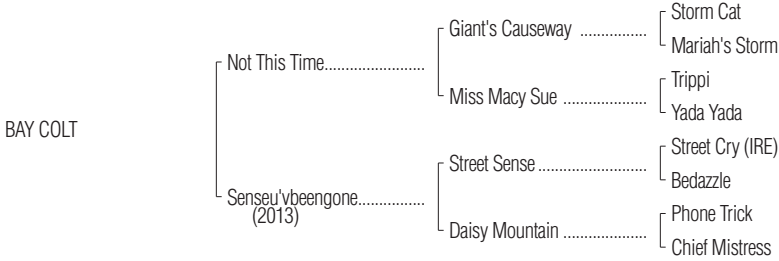 Storm Cat
Giant's Causeway ................
Mariah's Storm
Not This Time........................
Trippi
Miss Macy Sue ....................
Yada Yada
BAY COLT
Street Cry (IRE)
Street Sense ..........................
Bedazzle
Senseu'vbeengone................
(2013)
Phone Trick
Daisy Mountain ....................
Chief Mistress